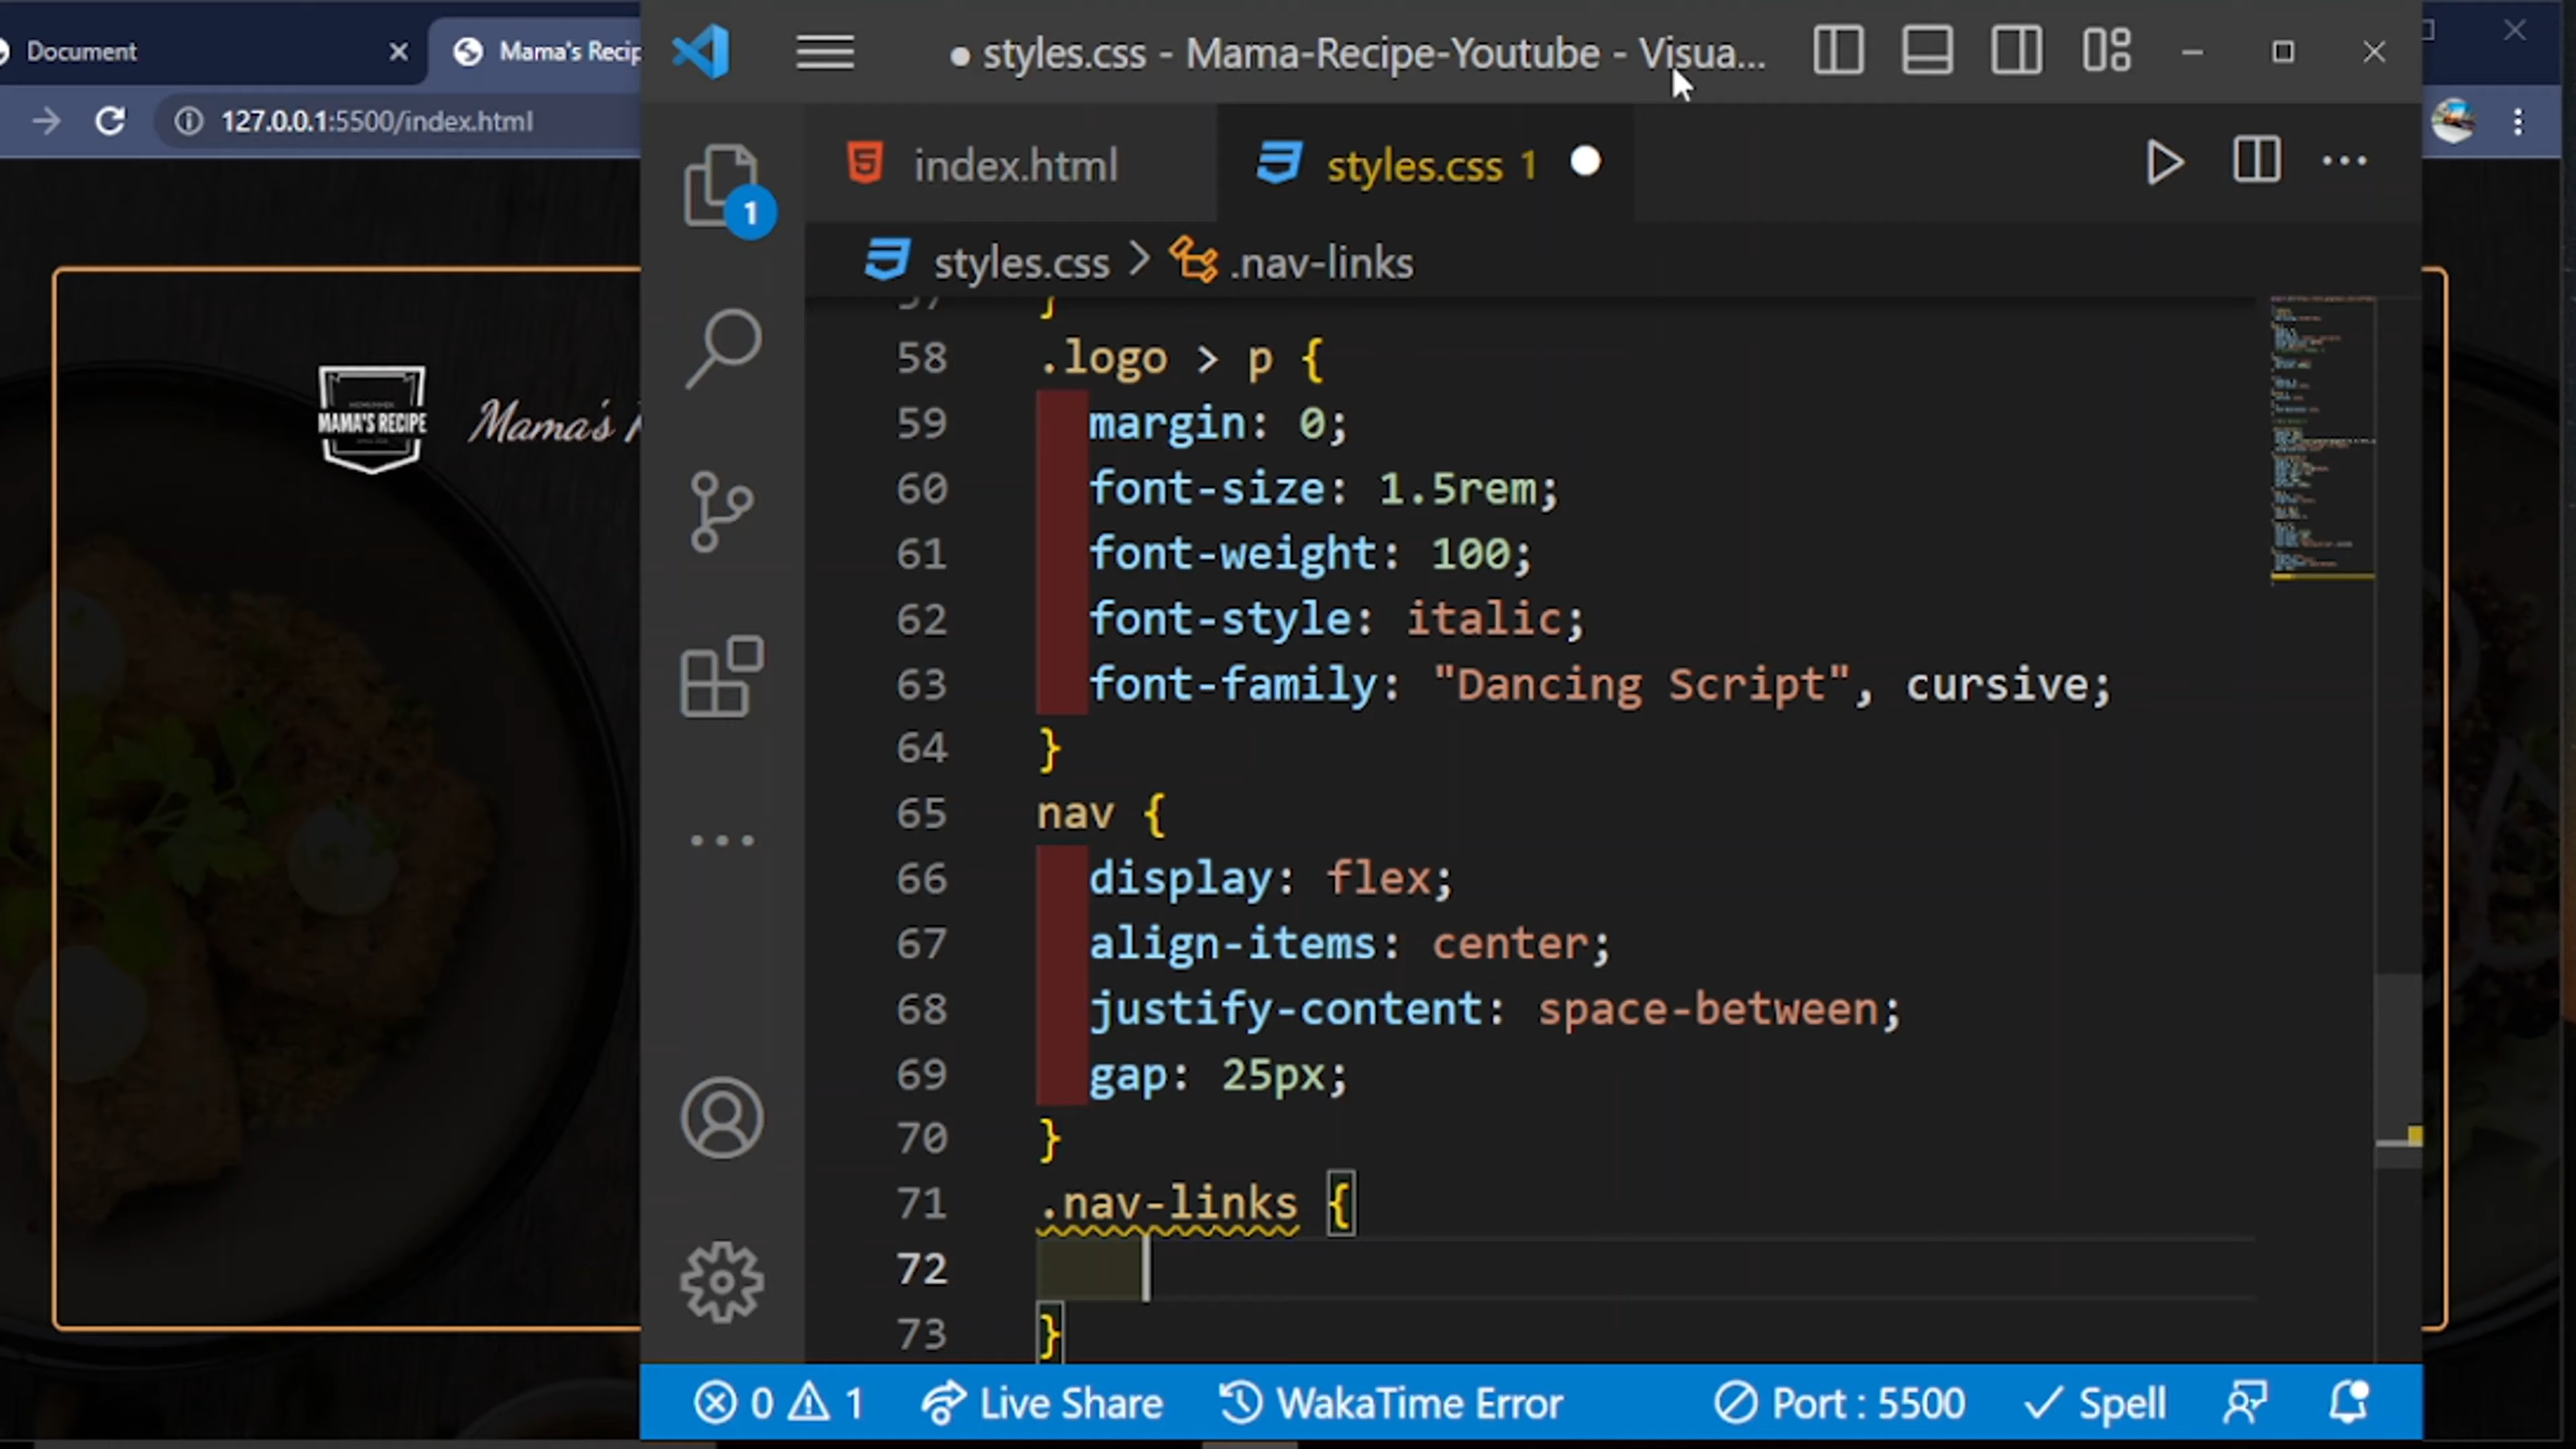 Document
Mama's Recip
127.0.0.1:5500/index.html
MAMA'S RECIPE
Mama's
styles.css - Mama-Recipe-Youtube - Visua...
1
index.html
styles.css 1
styles.css > .nav-links
57 }
58 .logo > p {
59 margin: 0;
60 font-size: 1.5rem;
61 font-weight: 100;
62 font-style: italic;
63 font-family: "Dancing Script", cursive;
64 }
65 nav {
66 display: flex;
67 align-items: center;
68 justify-content: space-between;
69 gap: 25px;
70 }
71 .nav-links {
72
73 }
0 1 Live Share WakaTime Error Port : 5500 Spell